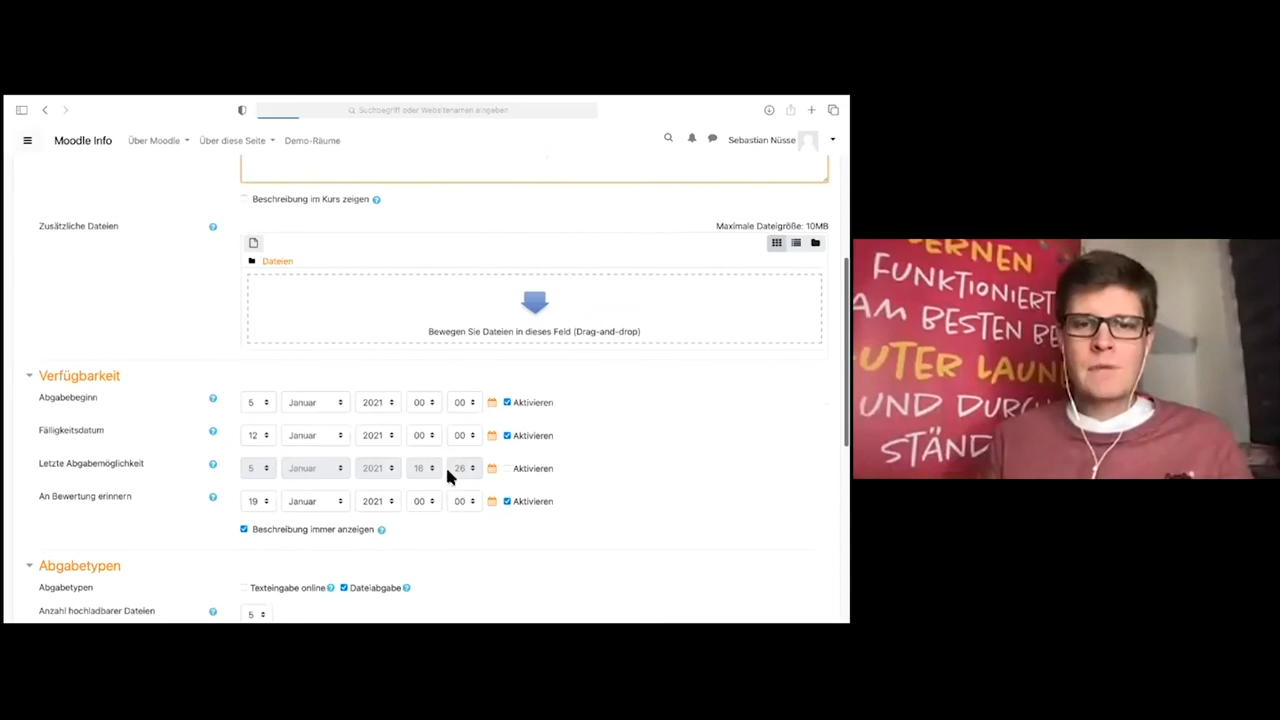 Suchbegriff oder Websitenamen eingeben
Moodle Info Über Moodle Über diese Seite Demo-Räume Sebastian Nüsse
Beschreibung im Kurs zeigen
Zusätzliche Dateien Maximale Dateigröße: 10MB
Dateien
Bewegen Sie Dateien in dieses Feld (Drag-and-drop)
Verfügbarkeit
Abgabebeginn 5 Januar 2021 00 00 Aktivieren
Fälligkeitsdatum 12 Januar 2021 00 00 Aktivieren
Letzte Abgabemöglichkeit 5 Januar 2021 16 26 Aktivieren
An Bewertung erinnern 19 Januar 2021 00 00 Aktivieren
Beschreibung immer anzeigen
Abgabetypen
Abgabetypen Texteingabe online Dateiabgabe
Anzahl hochladbarer Dateien 5
ERNEN
FUNKTIONIERT
AM BESTEN BE
UTER LAUN
UND DURC
STÄND